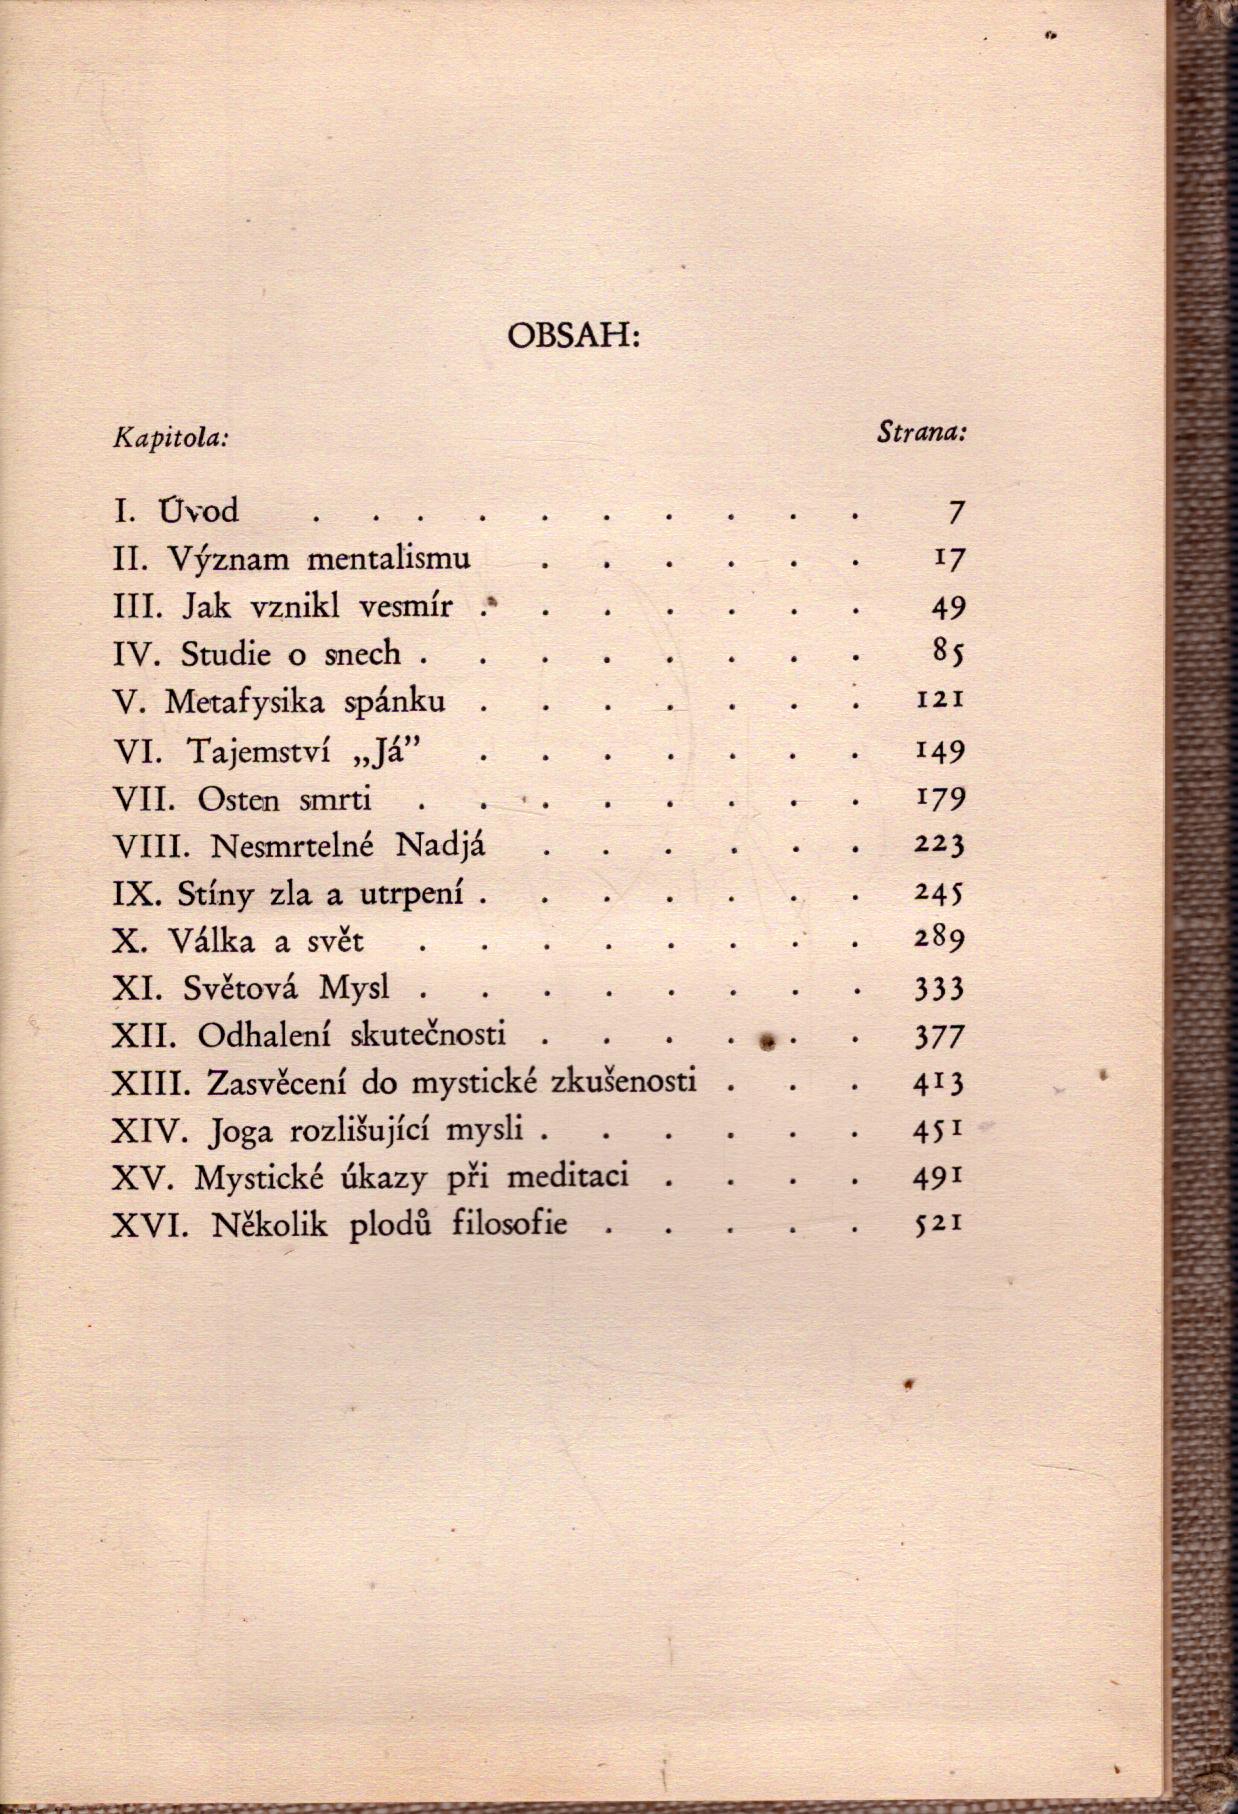 OBSAH:
Kapitola: Strana:
I. Úvod . . . . . . . . . . 7
II. Význam mentalismu . . . . . . 17
III. Jak vznikl vesmír . . . . . . . 49
IV. Studie o snech . . . . . . . . 85
V. Metafysika spánku . . . . . . . 121
VI. Tajemství „Já” . . . . . . . 149
VII. Osten smrti . . . . . . . . 179
VIII. Nesmrtelné Nadjá . . . . . . 223
IX. Stíny zla a utrpení . . . . . . . 245
X. Válka a svět . . . . . . . . 289
XI. Světová Mysl . . . . . . . . 333
XII. Odhalení skutečnosti . . . . . . 377
XIII. Zasvěcení do mystické zkušenosti . . . 413
XIV. Joga rozlišující mysli . . . . . . 451
XV. Mystické úkazy při meditaci . . . . 491
XVI. Několik plodů filosofie . . . . . 521